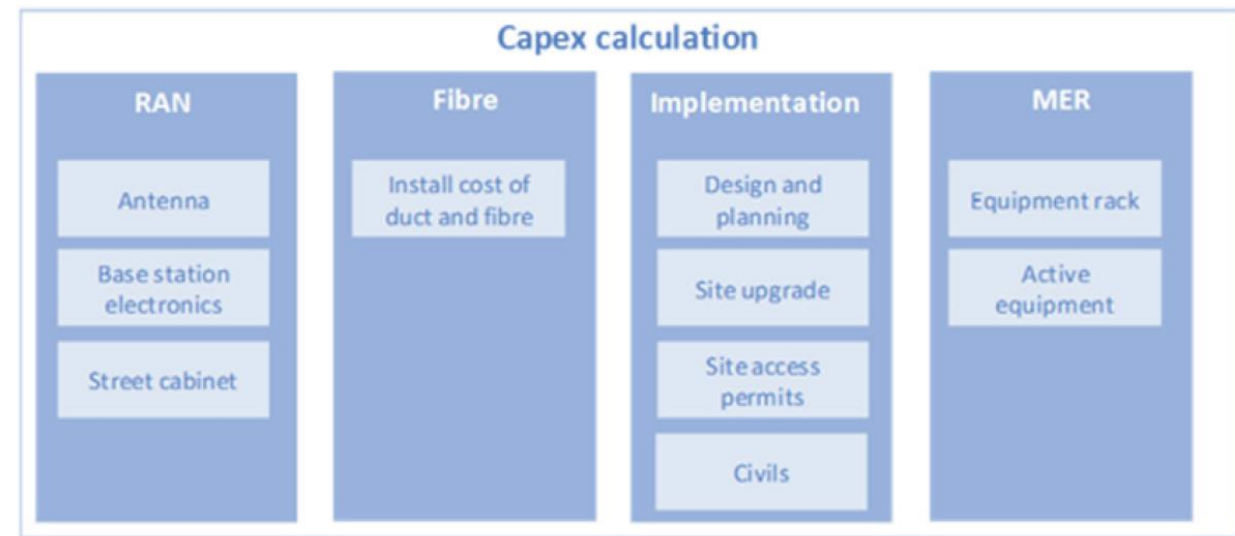 Capex calculation
RAN
Antenna
Base station
electronics
Street cabinet
Fibre
Install cost of
duct and fibre
Implementation
Design and
planning
Site upgrade
Site access
permits
Civils
MER
Equipment rack
Active
equipment